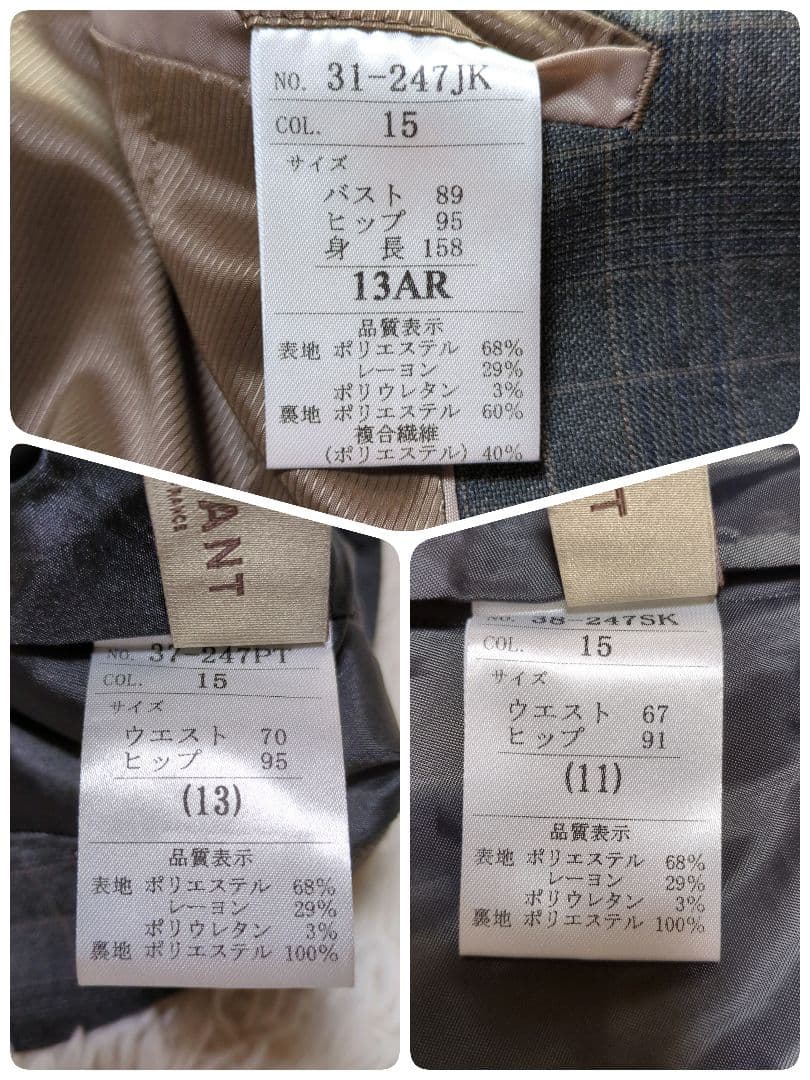 NO. 31-247JK
COL. 15
サイズ
バスト 89
ヒップ 95
身 長 158
13AR
品質表示
表地 ポリエステル 68%
レーヨン 29%
ポリウレタン 3%
裏地 ポリエステル 60%
複合繊維
(ポリエステル) 40%
ANT
RANCE
NO. 37-247PT
COL. 15
サイズ
ウエスト 70
ヒップ 95
(13)
品質表示
表地 ポリエステル 68%
レーヨン 29%
ポリウレタン 3%
裏地 ポリエステル 100%
T
38-247SK
COL. 15
サイズ
ウエスト 67
ヒップ 91
(11)
品質表示
表地 ポリエステル 68%
レーヨン 29%
ポリウレタン 3%
裏地 ポリエステル 100%